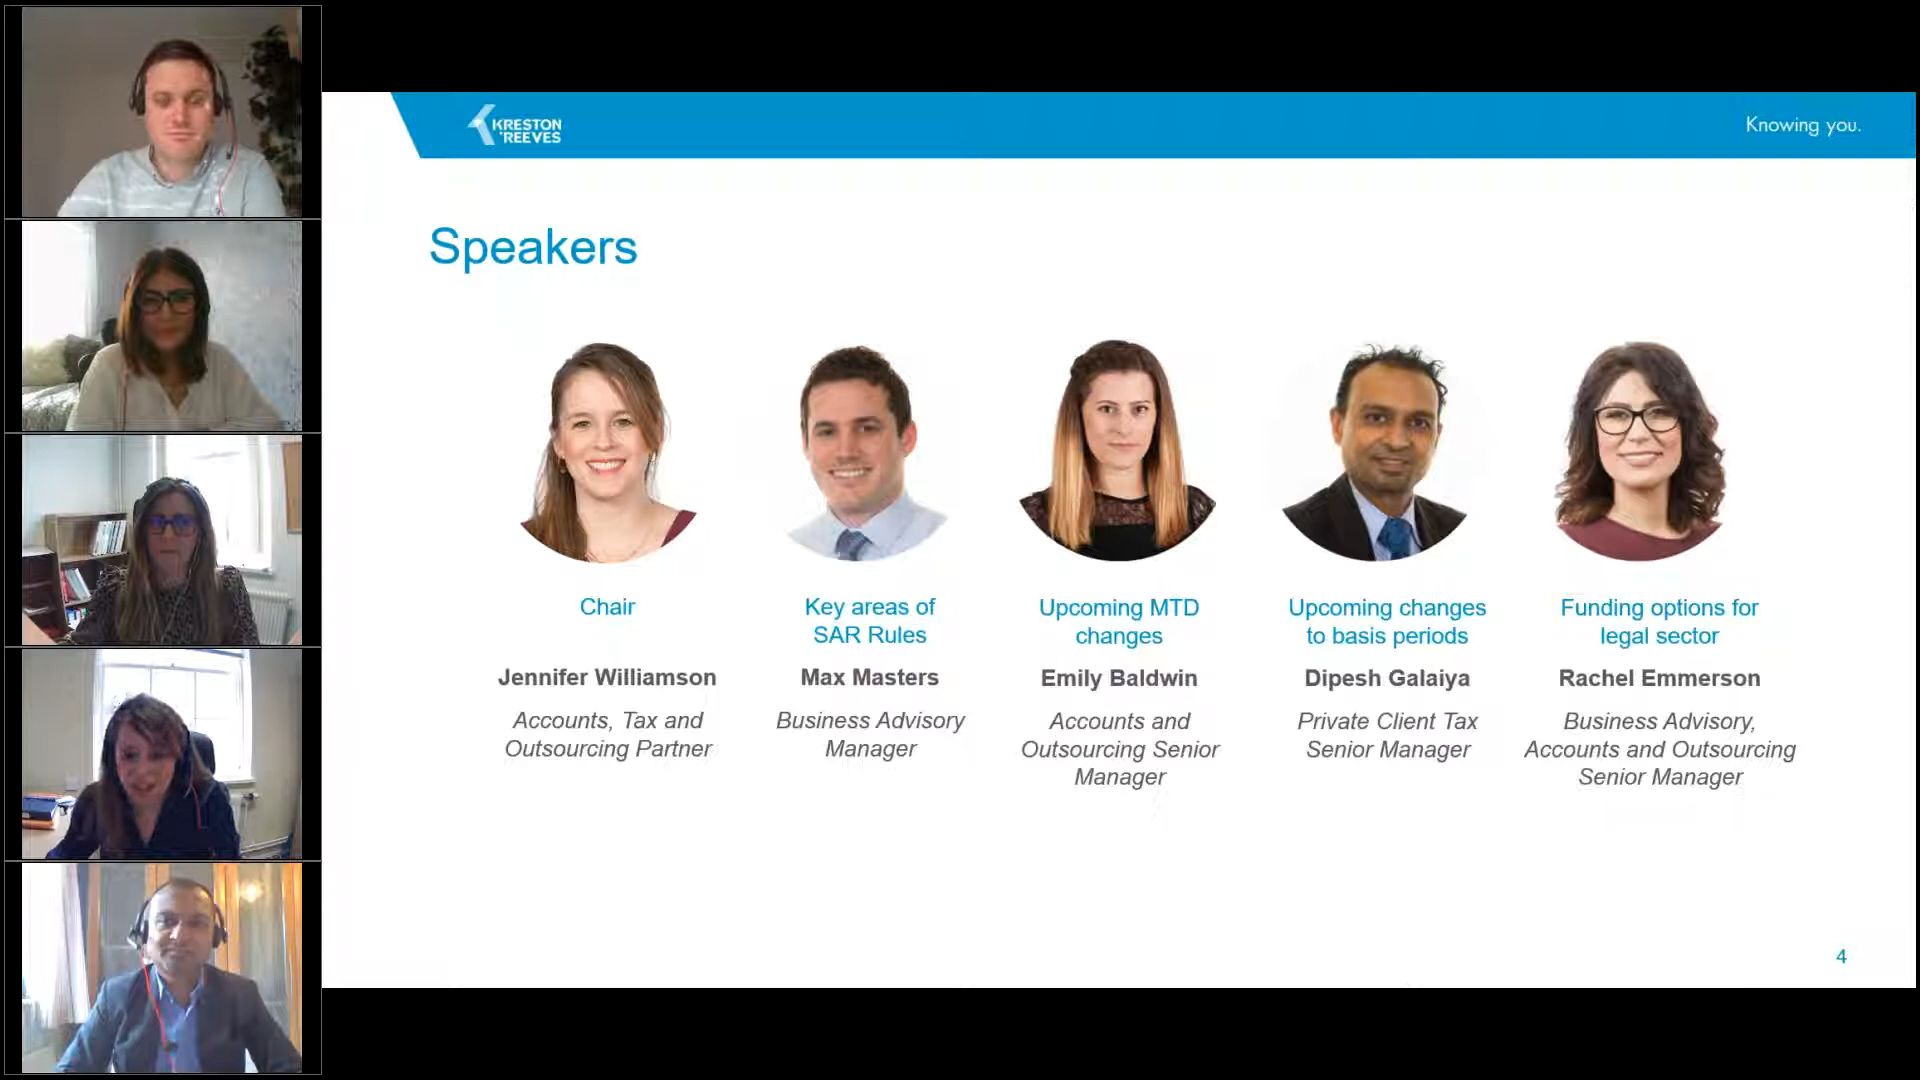 KRESTON
REEVES
Knowing you.
Speakers
Chair
Jennifer Williamson
Accounts, Tax and
Outsourcing Partner
Key areas of
SAR Rules
Max Masters
Business Advisory
Manager
Upcoming MTD
changes
Emily Baldwin
Accounts and
Outsourcing Senior
Manager
Upcoming changes
to basis periods
Dipesh Galaiya
Private Client Tax
Senior Manager
Funding options for
legal sector
Rachel Emmerson
Business Advisory,
Accounts and Outsourcing
Senior Manager
4